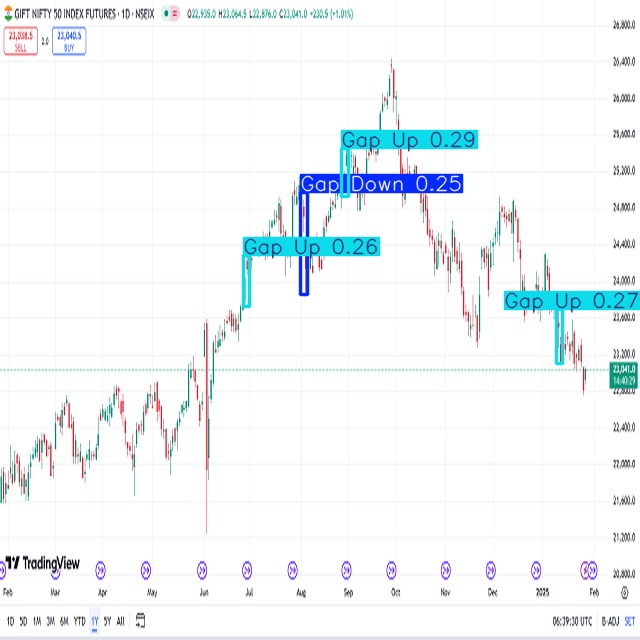 GIFT NIFTY 50 INDEX FUTURES · 1D · NSEIX O22,935.0 H23,064.5 L22,876.0 C23,041.0 +230.5 (+1.01%)
23,038.5 SELL 2.0 23,040.5 BUY
26,800.0
26,400.0
26,000.0
25,600.0
Gap Up 0.29
25,200.0
Gap Down 0.25
24,800.0
24,400.0
Gap Up 0.26
24,000.0
Gap Up 0.27
23,600.0
23,200.0
23,041.0
14:40:29
22,400.0
22,000.0
21,600.0
21,200.0
TradingView
20,800.0
Feb Mar Apr May Jun Jul Aug Sep Oct Nov Dec 2025 Feb
1D 5D 1M 3M 6M YTD 1Y 5Y All 06:39:30 UTC B-ADJ SET